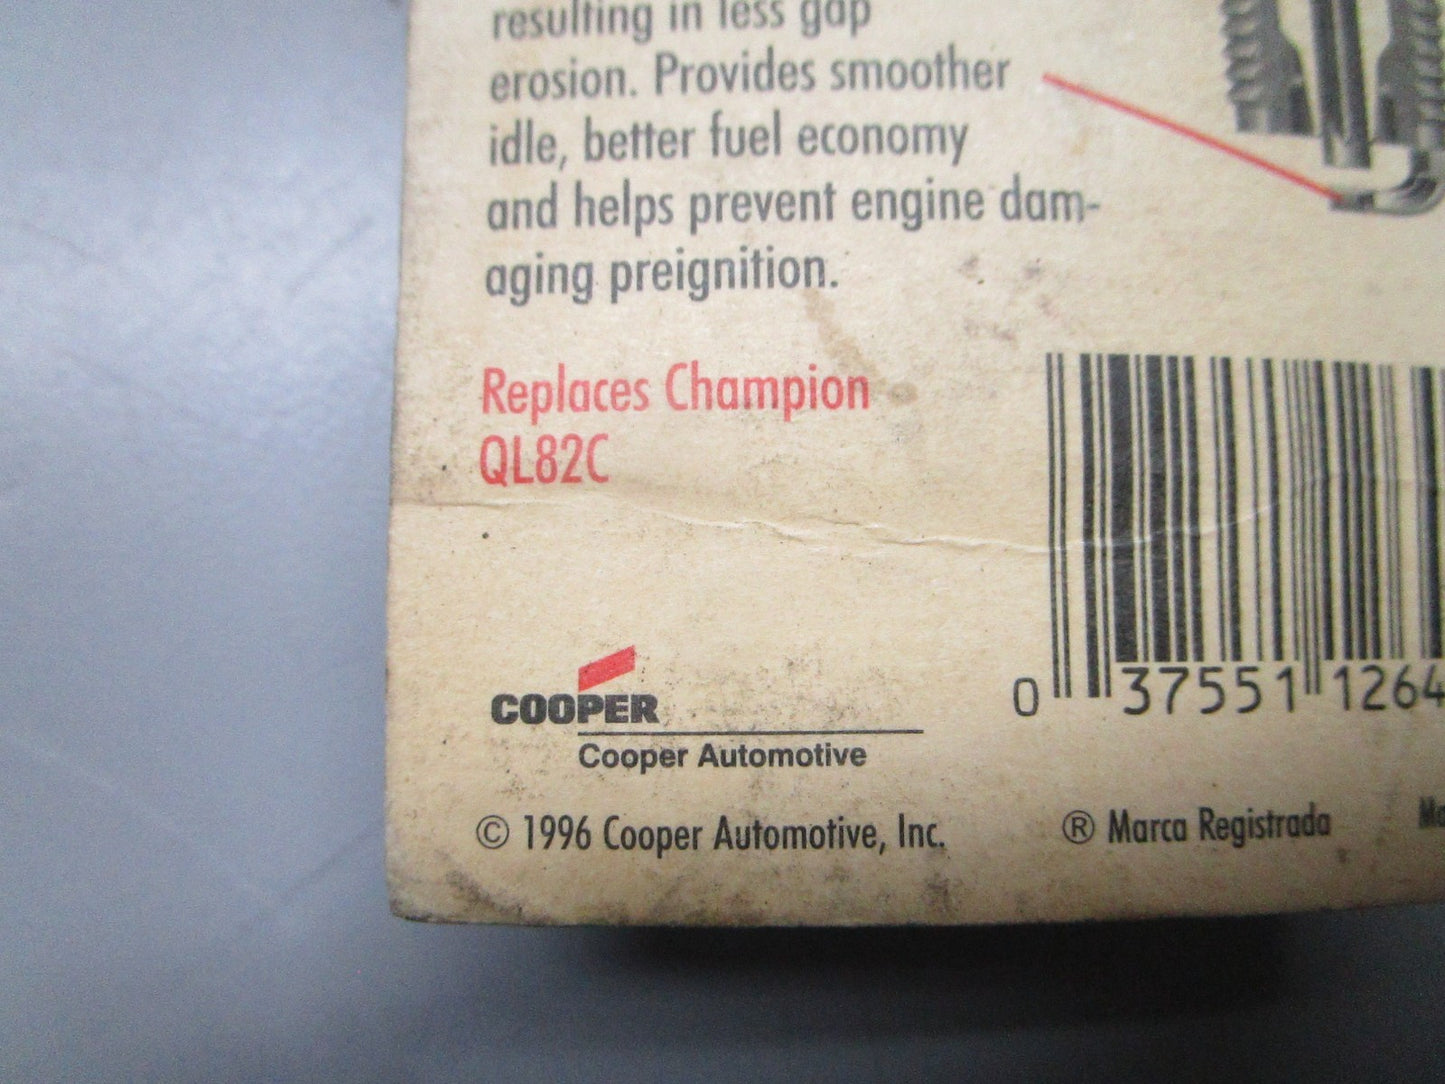 resulting in less gap
erosion. Provides smoother
idle, better fuel economy
and helps prevent engine dam-
aging preignition.
Replaces Champion
QL82C
0 37551 1264
COOPER
Cooper Automotive
© 1996 Cooper Automotive, Inc.
® Marca Registrada